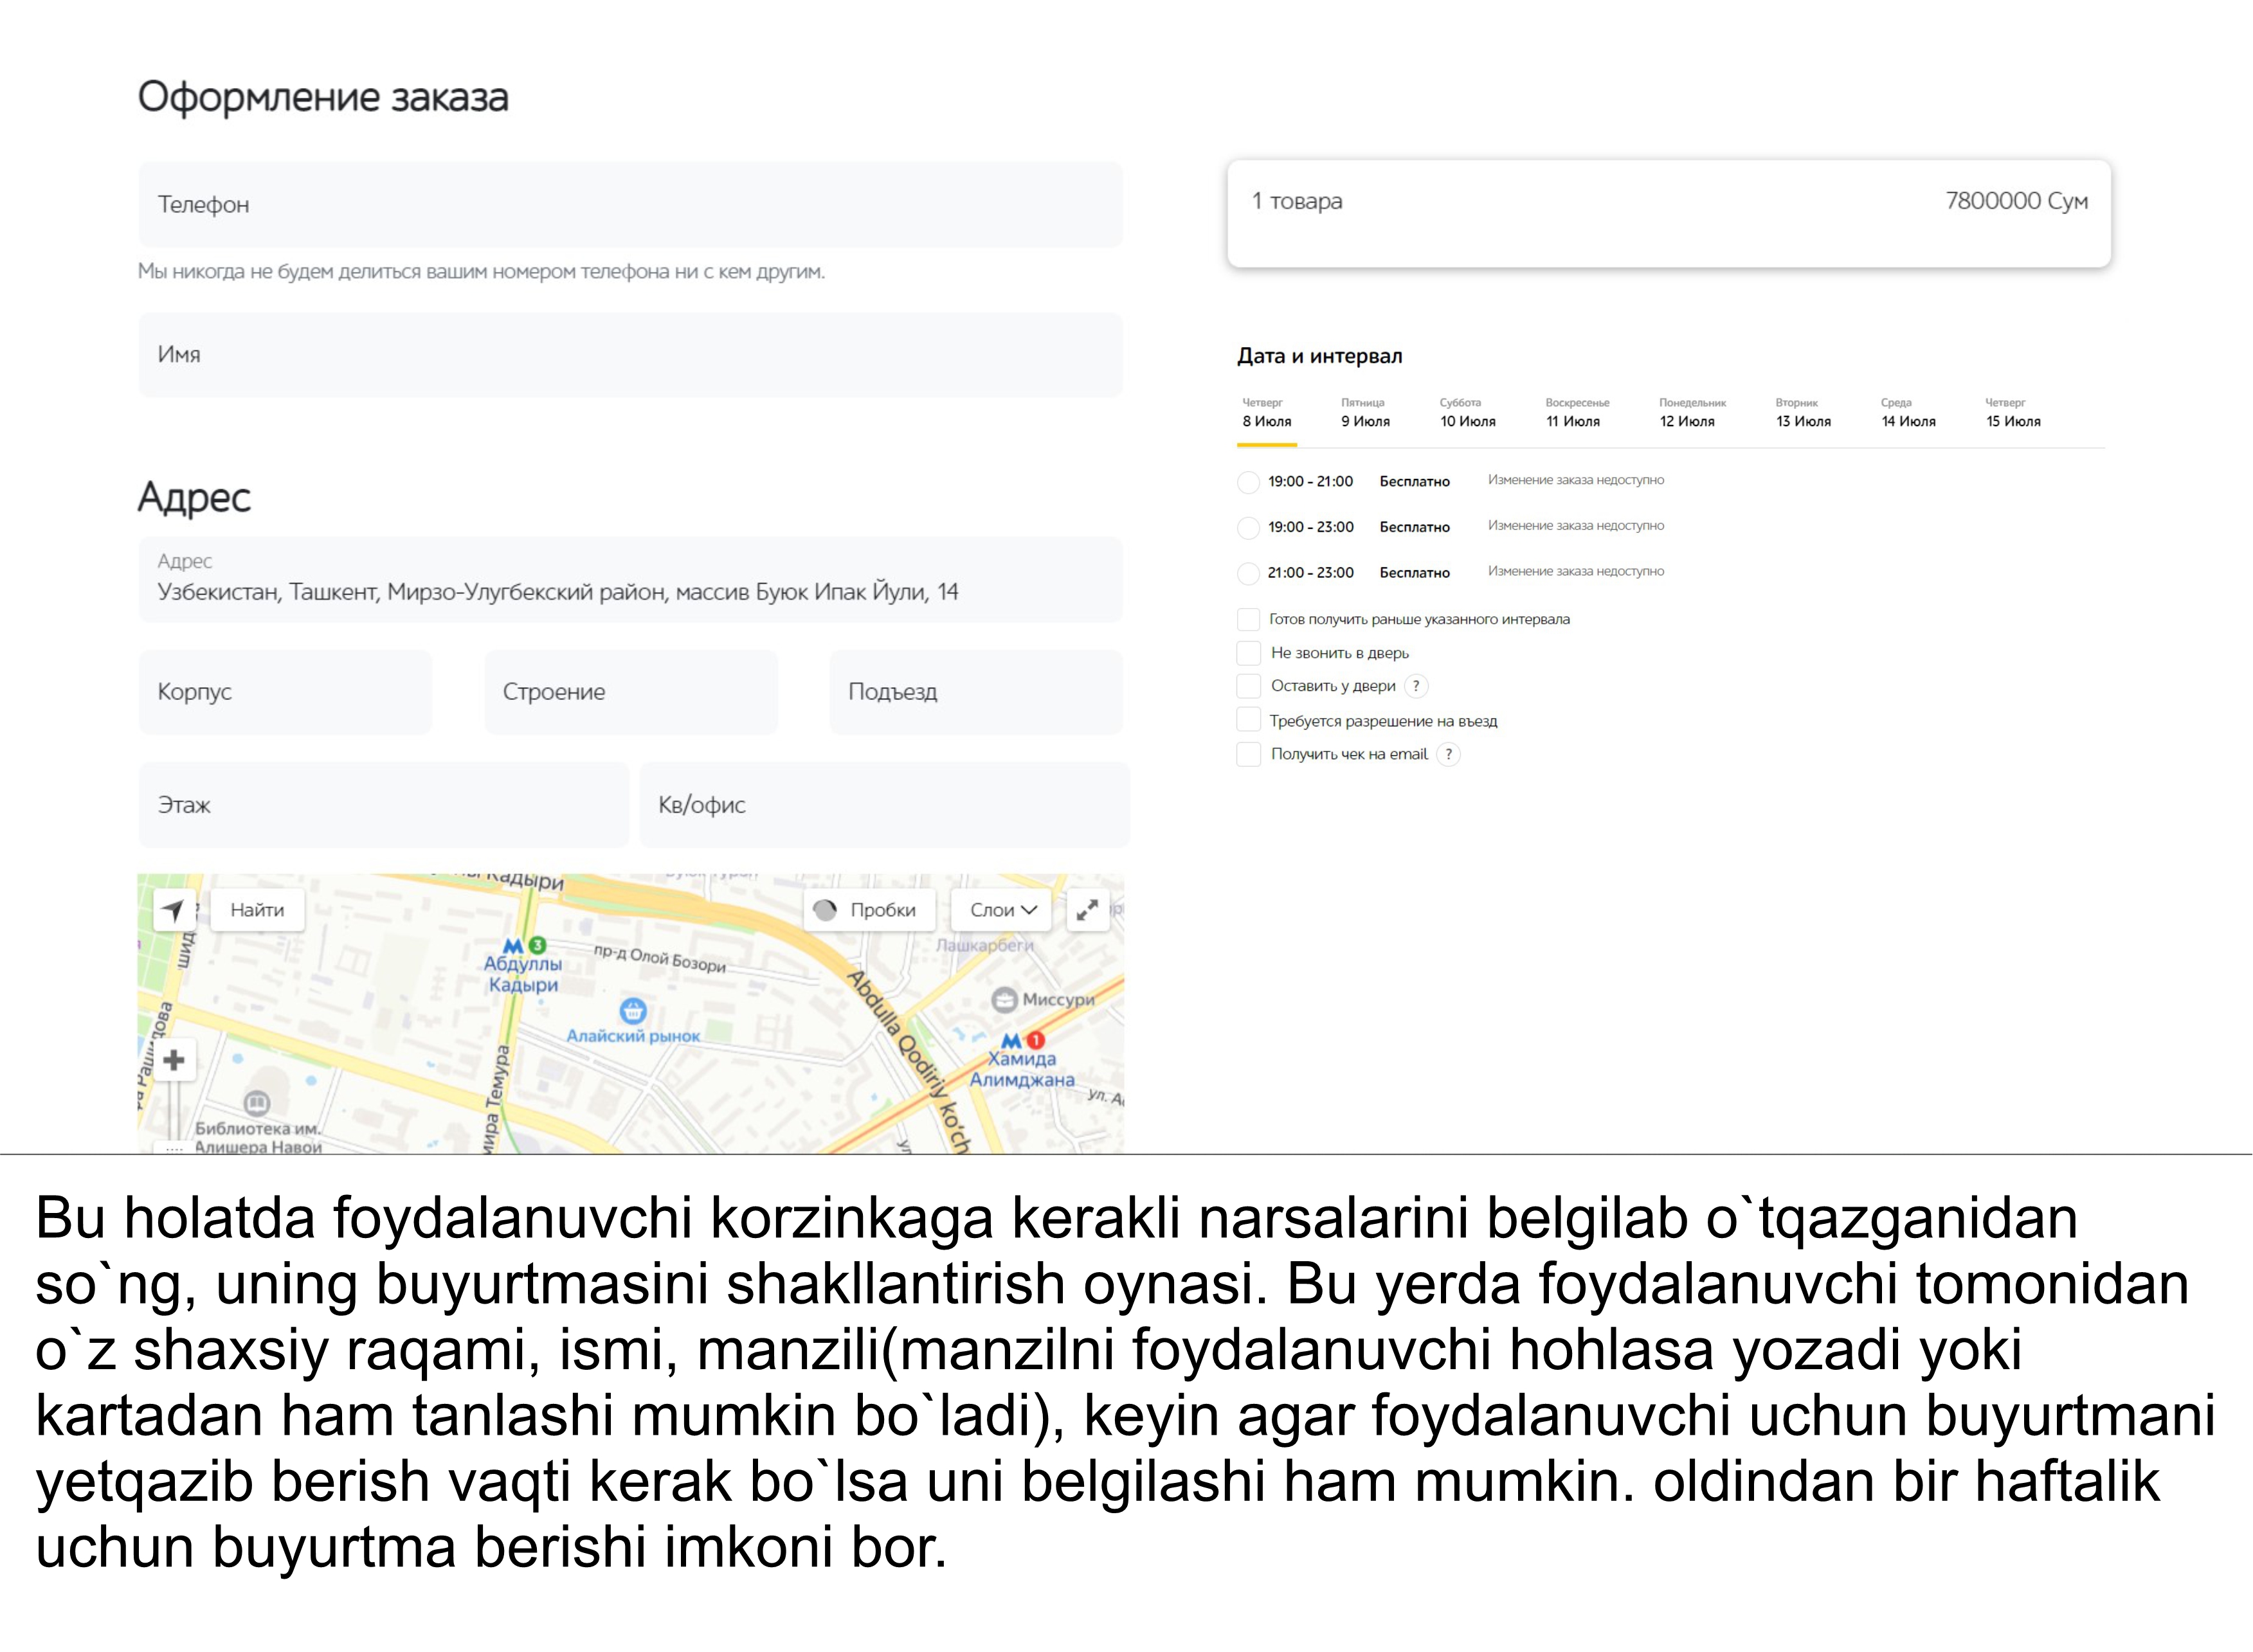 Оформление заказа
Телефон
Мы никогда не будем делиться вашим номером телефона ни с кем другим.
Имя
Адрес
Адрес
Узбекистан, Ташкент, Мирзо-Улугбекский район, массив Буюк Ипак Йули, 14
Корпус
Строение
Подъезд
Этаж
Кв/офис
Найти
Пробки
Слои
Кадыри
3
Абдуллы
Кадыри
пр-д Олой Бозори
Лашкарбеги
Abdulla Qodiriy ko'ch
Миссури
Алайский рынок
1
Хамида
Алимджана
мира Темура
Библиотека им.
Алишера Навои
1 товара 7800000 Сум
Дата и интервал
Четверг Пятница Суббота Воскресенье Понедельник Вторник Среда Четверг
8 Июля 9 Июля 10 Июля 11 Июля 12 Июля 13 Июля 14 Июля 15 Июля
19:00 - 21:00 Бесплатно Изменение заказа недоступно
19:00 - 23:00 Бесплатно Изменение заказа недоступно
21:00 - 23:00 Бесплатно Изменение заказа недоступно
Готов получить раньше указанного интервала
Не звонить в дверь
Оставить у двери ?
Требуется разрешение на въезд
Получить чек на email ?
Bu holatda foydalanuvchi korzinkaga kerakli narsalarini belgilab o`tqazganidan
so`ng, uning buyurtmasini shakllantirish oynasi. Bu yerda foydalanuvchi tomonidan
o`z shaxsiy raqami, ismi, manzili(manzilni foydalanuvchi hohlasa yozadi yoki
kartadan ham tanlashi mumkin bo`ladi), keyin agar foydalanuvchi uchun buyurtmani
yetqazib berish vaqti kerak bo`lsa uni belgilashi ham mumkin. oldindan bir haftalik
uchun buyurtma berishi imkoni bor.